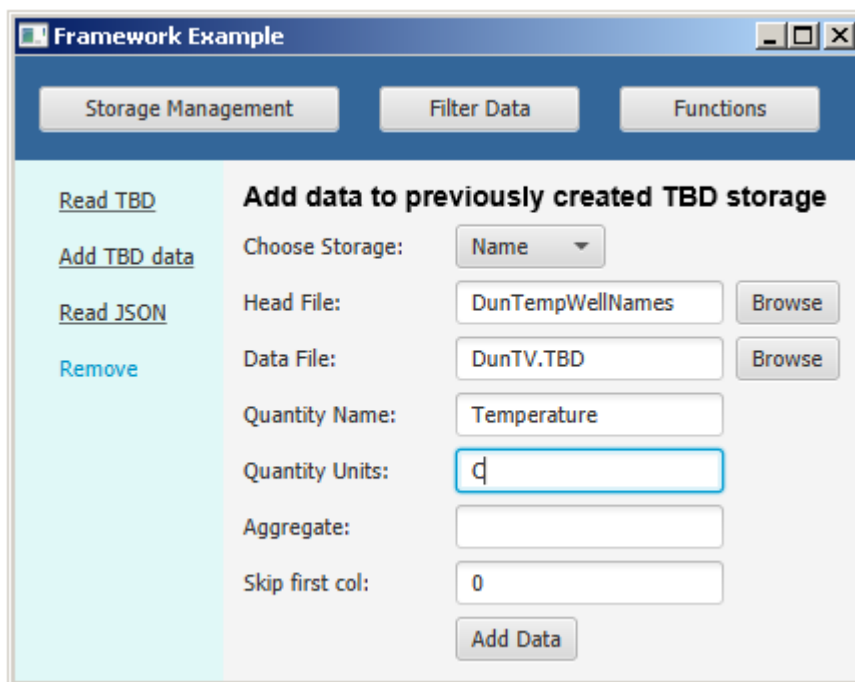 Framework Example
Storage Management Filter Data Functions
Read TBD
Add TBD data
Read JSON
Remove
Add data to previously created TBD storage
Choose Storage: Name
Head File: DunTempWellNames Browse
Data File: DunTV.TBD Browse
Quantity Name: Temperature
Quantity Units: C
Aggregate:
Skip first col: 0
Add Data